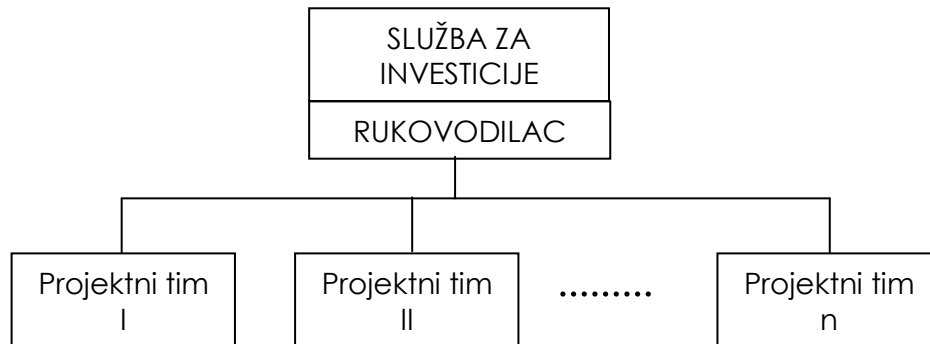 SLUŽBA ZA
INVESTICIJE
RUKOVODILAC
Projektni tim
I
Projektni tim
II
.........
Projektni tim
n